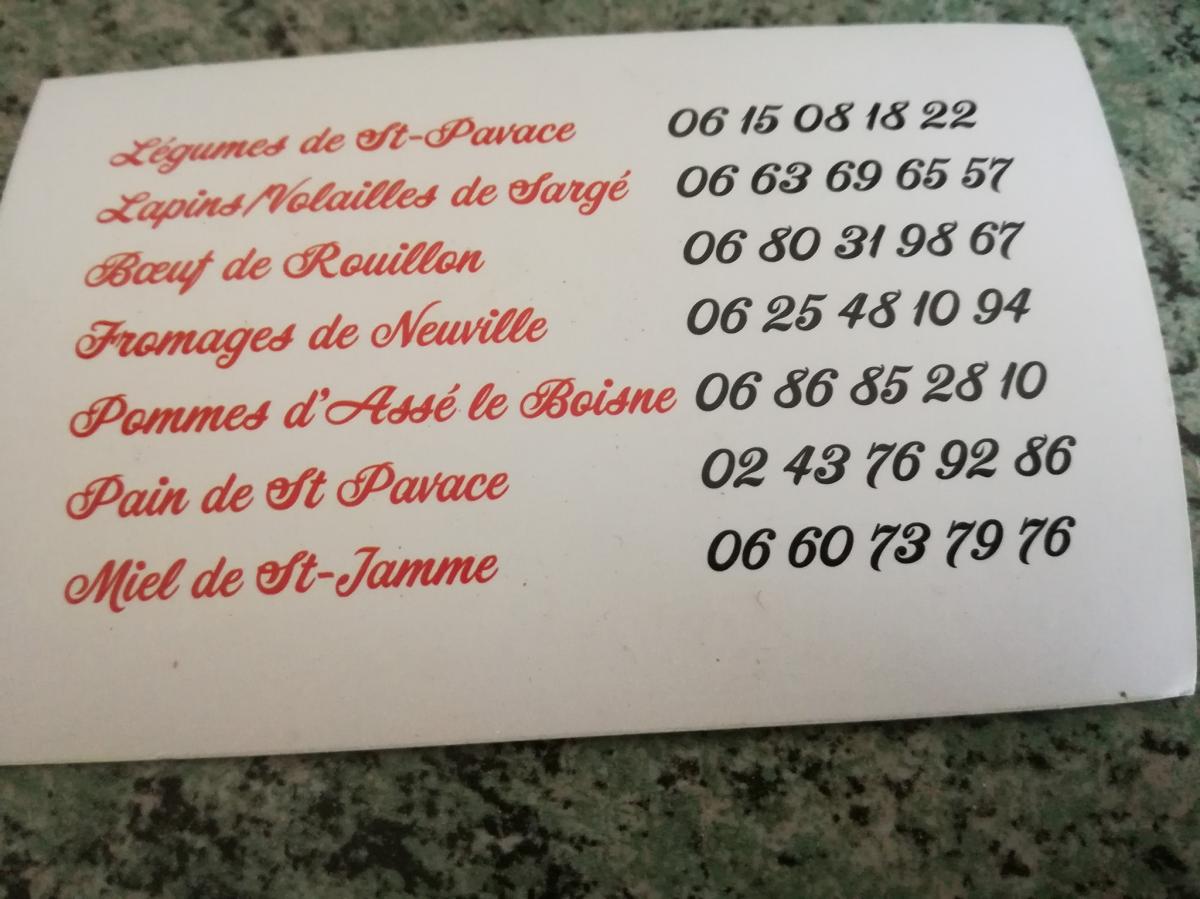 Légumes de St-Pavace 06 15 08 18 22
Lapins/Volailles de Sargé 06 63 69 65 57
Bœuf de Rouillon 06 80 31 98 67
Fromages de Neuville 06 25 48 10 94
Pommes d'Assé le Boisne 06 86 85 28 10
Pain de St Pavace 02 43 76 92 86
Miel de St-Jamme 06 60 73 79 76